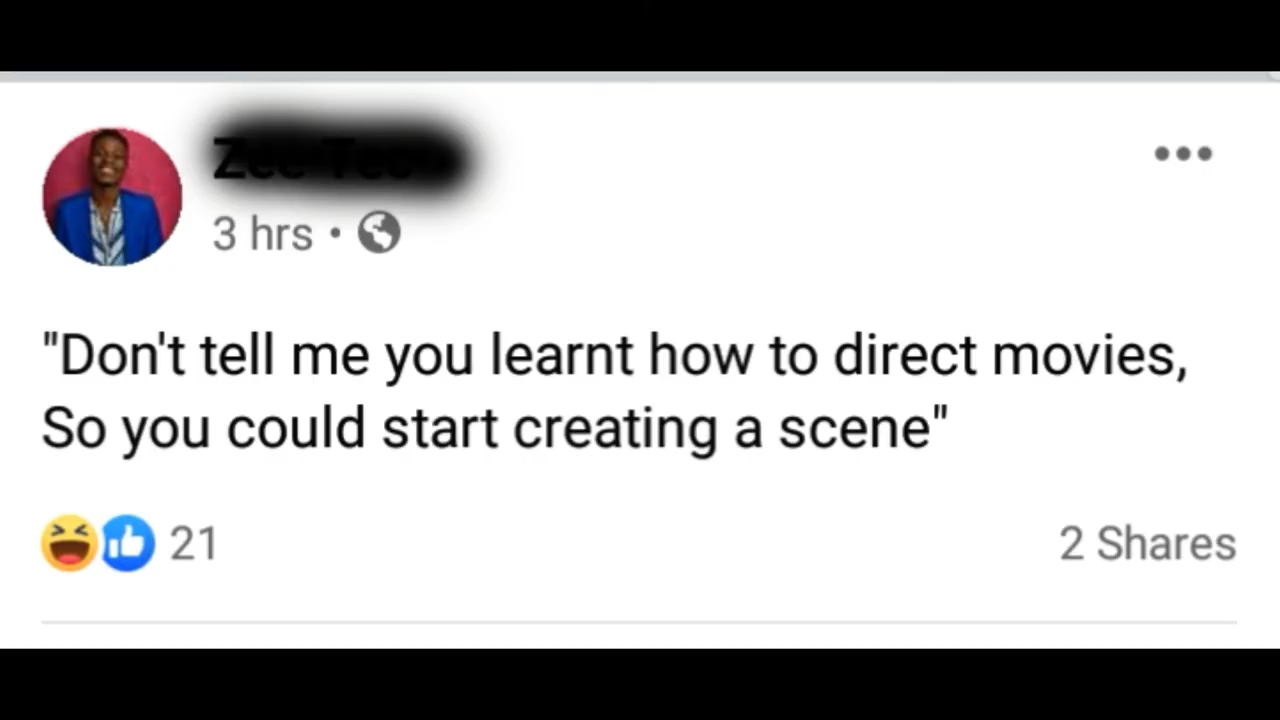 3 hrs •
"Don't tell me you learnt how to direct movies,
So you could start creating a scene"
21
2 Shares